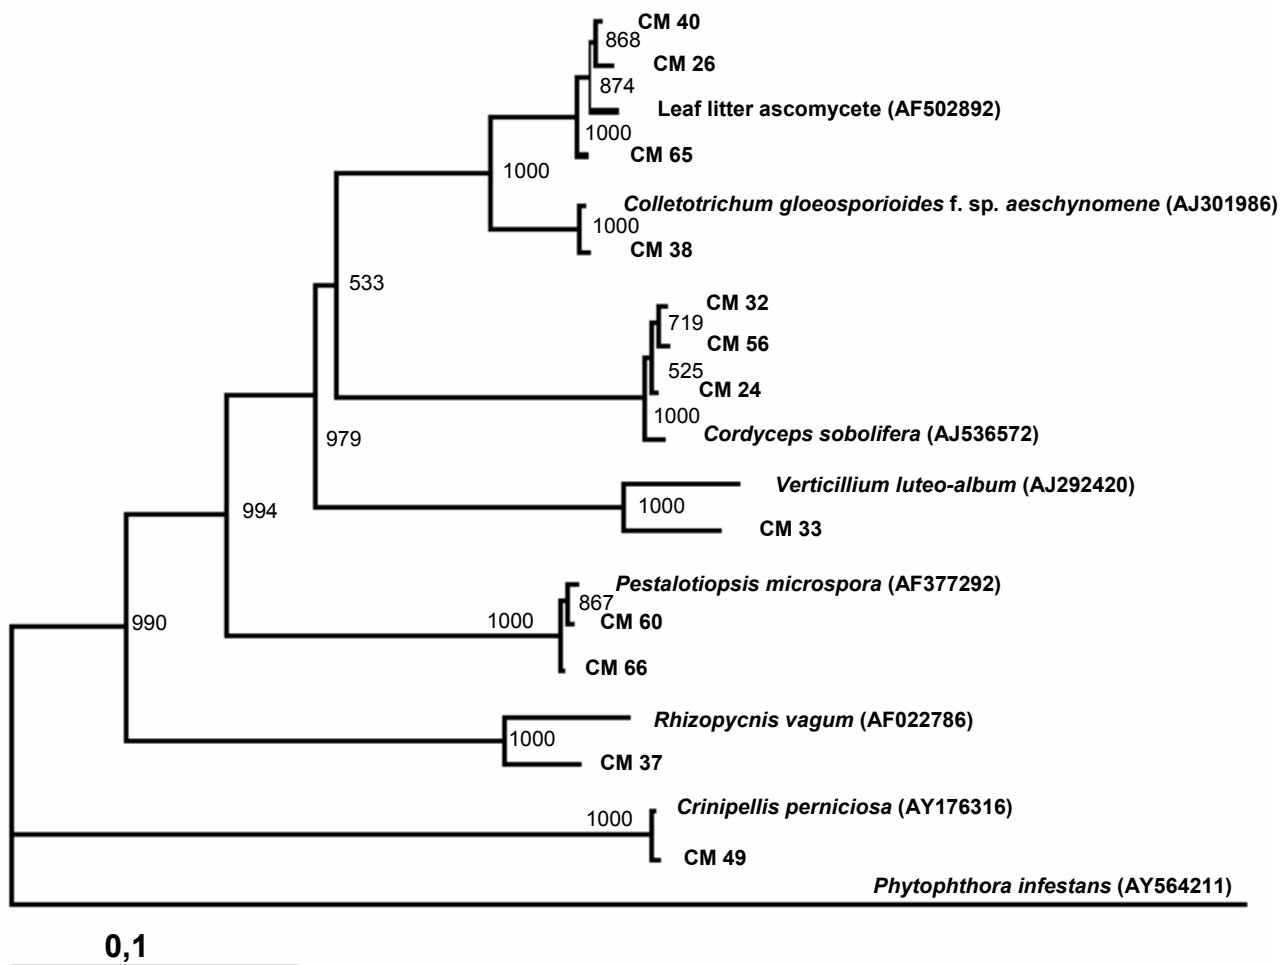 CM 40
868
CM 26
874
Leaf litter ascomycete (AF502892)
1000
CM 65
1000
Colletotrichum gloeosporioides f. sp. aeschynomene (AJ301986)
1000
CM 38
533
CM 32
719
CM 56
525
CM 24
1000
Cordyceps sobolifera (AJ536572)
979
Verticillium luteo-album (AJ292420)
1000
994
CM 33
Pestalotiopsis microspora (AF377292)
867
1000
CM 60
990
CM 66
Rhizopycnis vagum (AF022786)
1000
CM 37
Crinipellis perniciosa (AY176316)
1000
CM 49
Phytophthora infestans (AY564211)
0,1